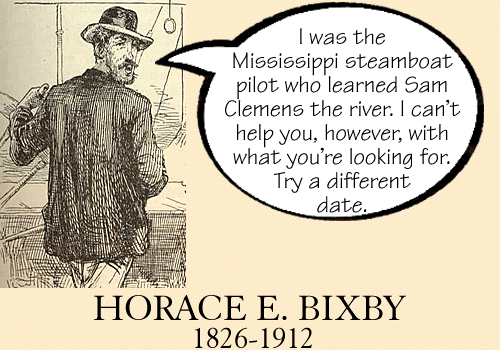 I was the
Mississippi steamboat
pilot who learned Sam
Clemens the river. I can't
help you, however, with
what you're looking for.
Try a different
date.
HORACE E. BIXBY
1826-1912